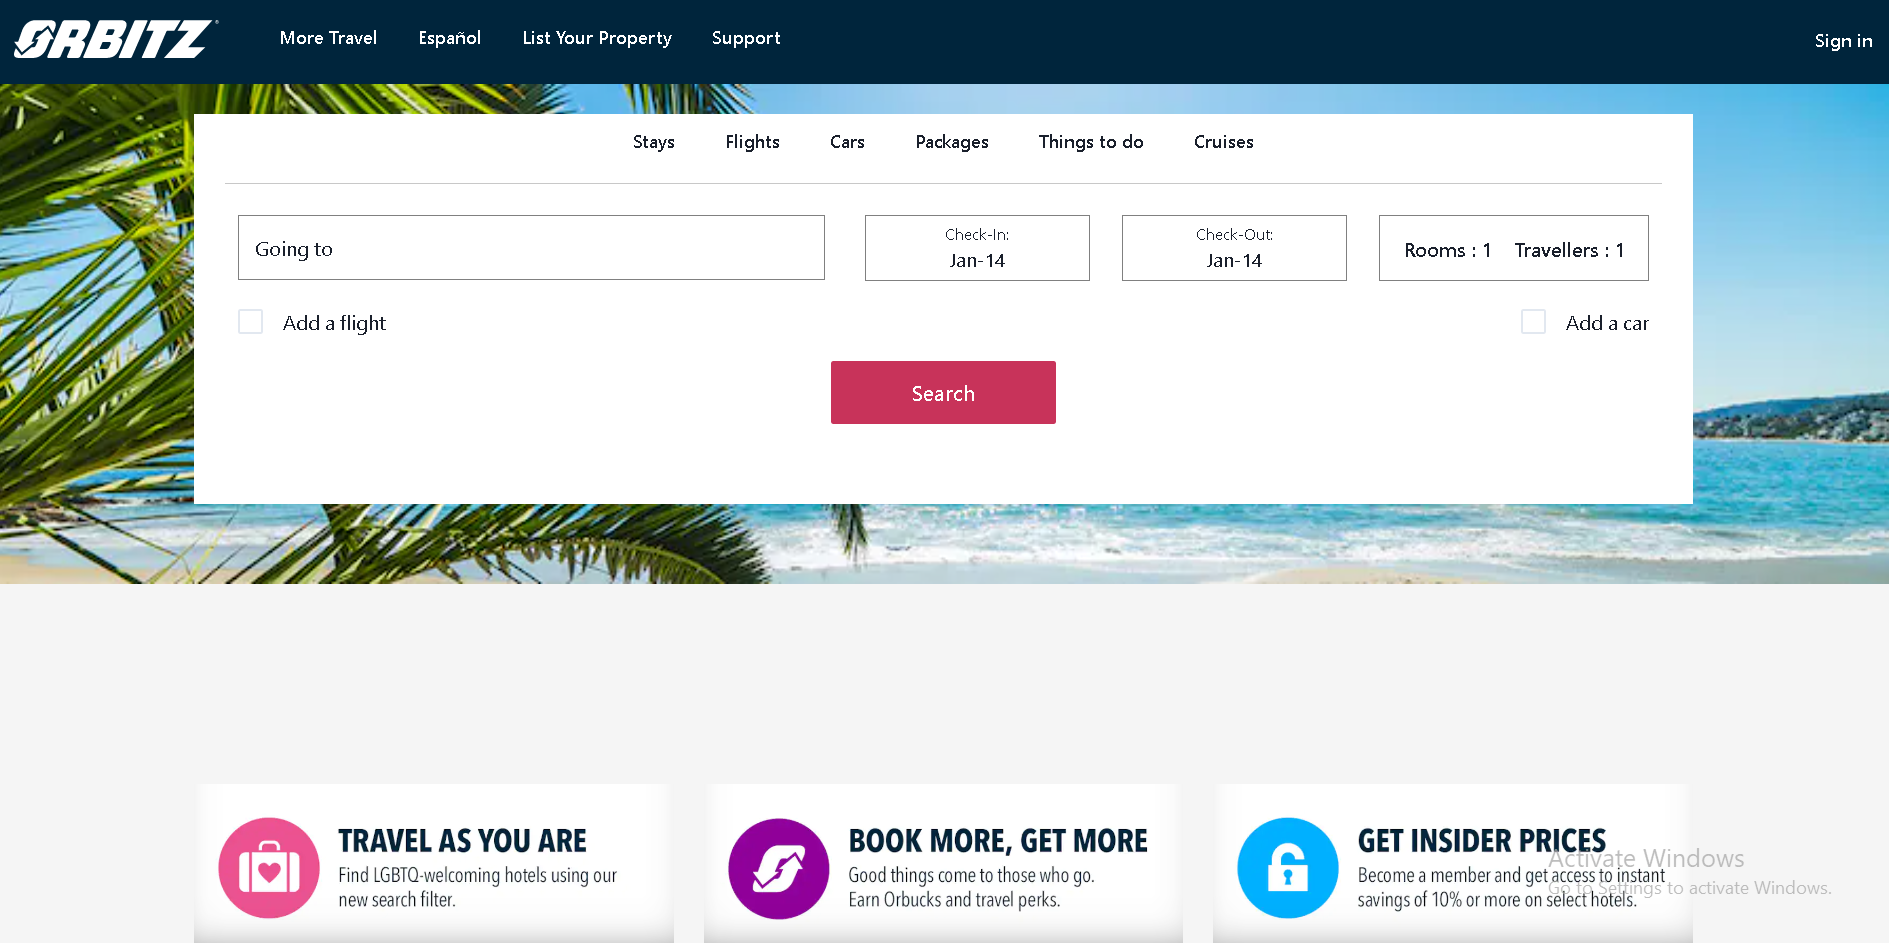 ORBITZ
More Travel Español List Your Property Support
Sign in
Stays Flights Cars Packages Things to do Cruises
Going to
Check-In:
Jan-14
Check-Out:
Jan-14
Rooms : 1 Travellers : 1
Add a flight
Add a car
Search
TRAVEL AS YOU ARE
Find LGBTQ-welcoming hotels using our
new search filter.
BOOK MORE, GET MORE
Good things come to those who go.
Earn Orbucks and travel perks.
GET INSIDER PRICES
Become a member and get access to instant
savings of 10% or more on select hotels.
Activate Windows
Go to Settings to activate Windows.